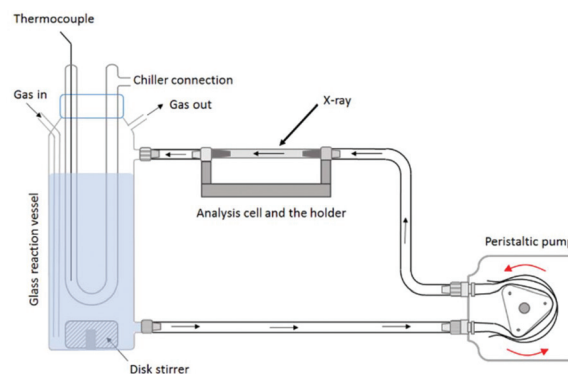 Thermocouple
Chiller connection
Gas in
Gas out
X-ray
Glass reaction vessel
Analysis cell and the holder
Peristaltic pump
Disk stirrer